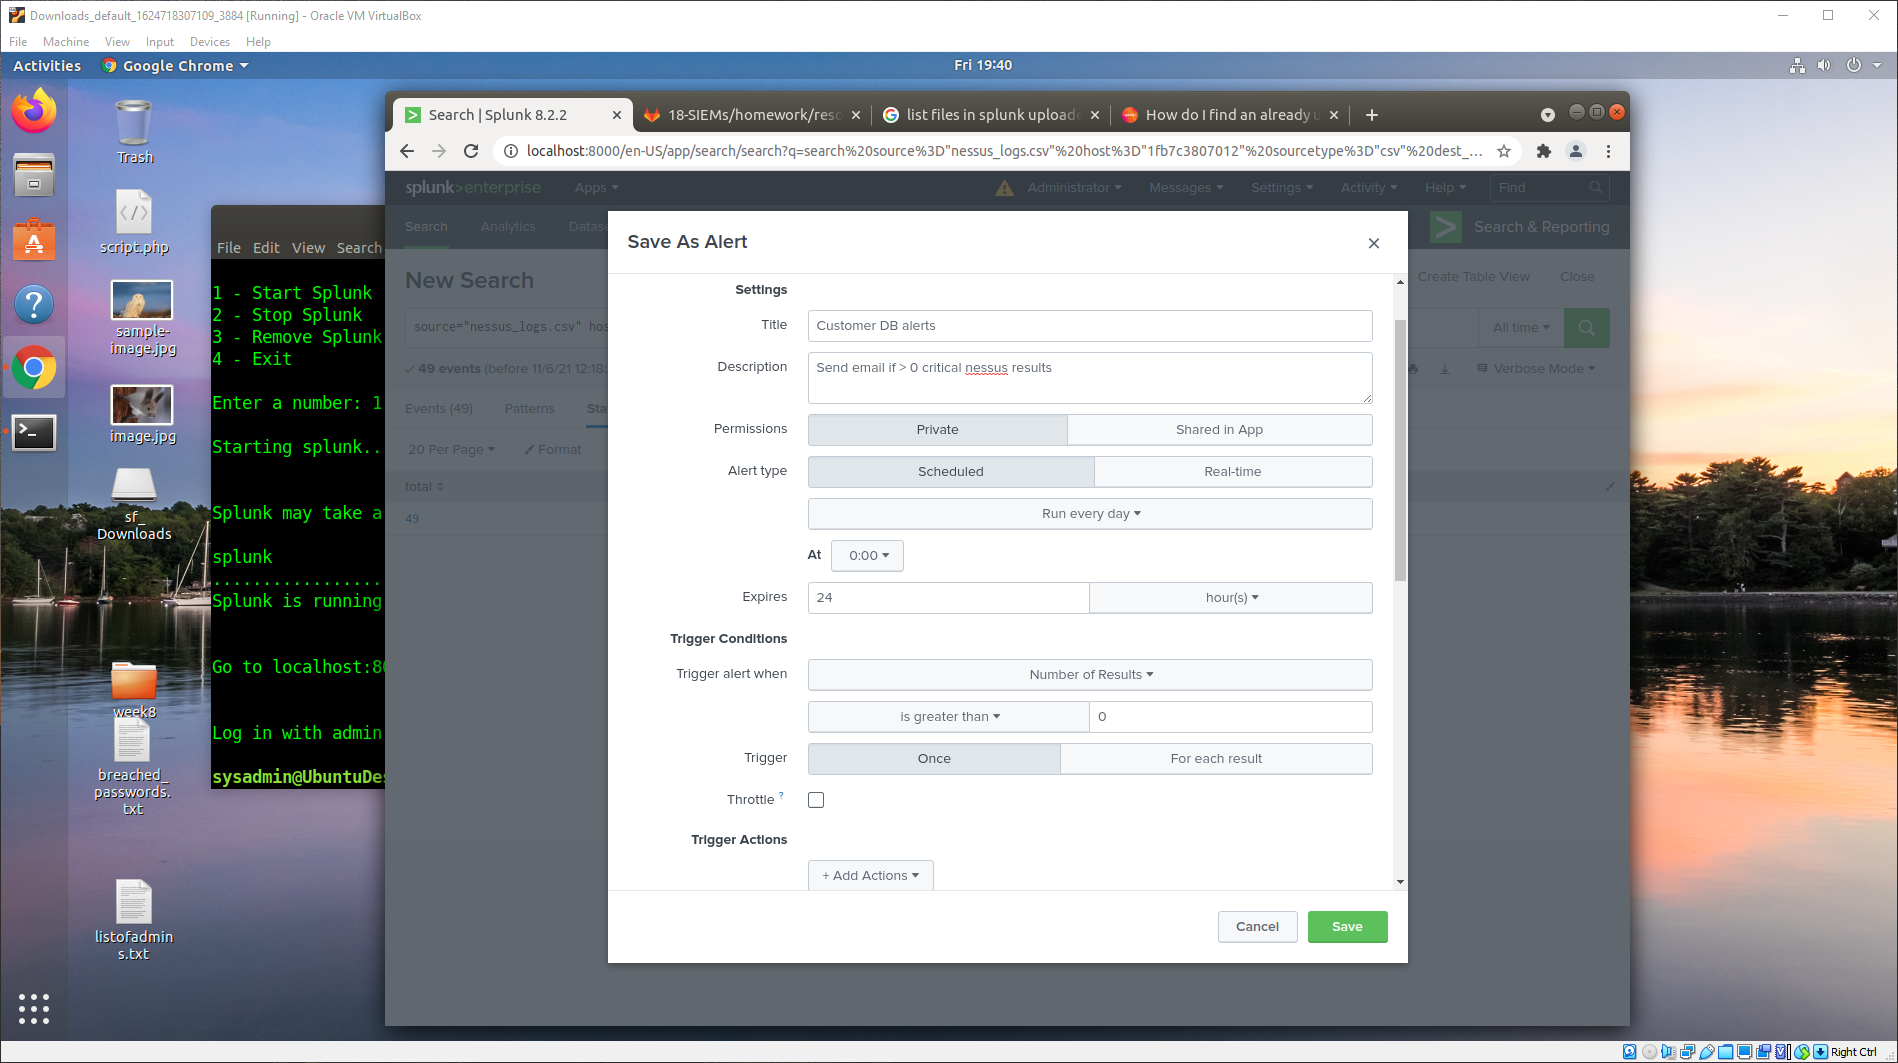 Downloads_default_1624718307109_3884 [Running] - Oracle VM VirtualBox
File Machine View Input Devices Help
Activities Google Chrome Fri 19:40
Trash
script.php
sample-
image.jpg
image.jpg
sf_
Downloads
week8
breached_
passwords.
txt
listofadmin
s.txt
File Edit View Search
1 - Start Splunk
2 - Stop Splunk
3 - Remove Splunk
4 - Exit
Enter a number: 1
Starting splunk..
Splunk may take a
splunk
.................
Splunk is running
Go to localhost:80
Log in with admin
sysadmin@UbuntuDes
Search | Splunk 8.2.2
18-SIEMs/homework/reso
list files in splunk uploade
How do I find an already u
localhost:8000/en-US/app/search/search?q=search%20source%3D"nessus_logs.csv"%20host%3D"1fb7c3807012"%20sourcetype%3D"csv"%20dest_...
splunk>enterprise Apps Administrator Messages Settings Activity Help Find
Search Analytics Datas Search & Reporting
New Search Create Table View Close
source="nessus_logs.csv" hos All time
49 events (before 11/6/21 12:18: Verbose Mode
Events (49) Patterns Sta
20 Per Page Format
total
49
Save As Alert
Settings
Title Customer DB alerts
Description Send email if > 0 critical nessus results
Permissions Private Shared in App
Alert type Scheduled Real-time
Run every day
At 0:00
Expires 24 hour(s)
Trigger Conditions
Trigger alert when Number of Results
is greater than 0
Trigger Once For each result
Throttle ?
Trigger Actions
+ Add Actions
Cancel Save
Right Ctrl